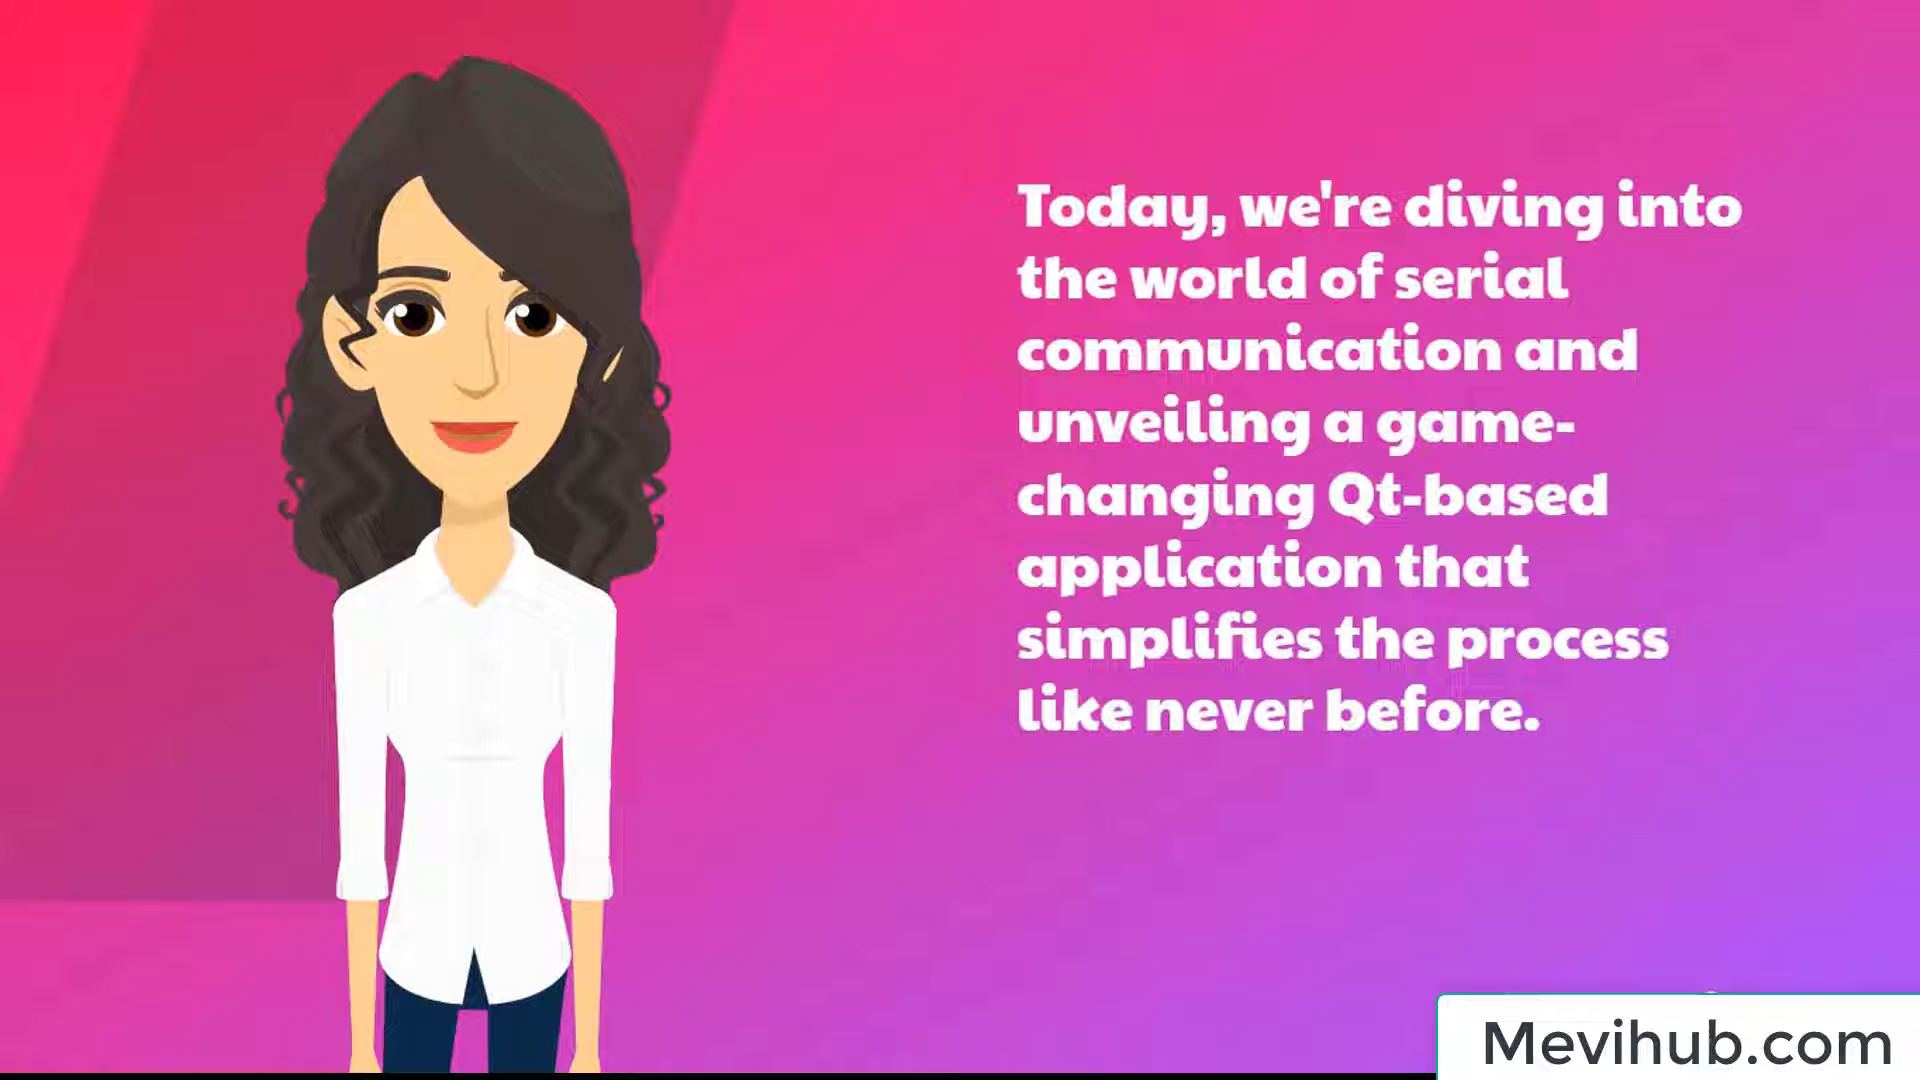 Today, we're diving into
the world of serial
communication and
unveiling a game-
changing Qt-based
application that
simplifies the process
like never before.
Mevihub.com